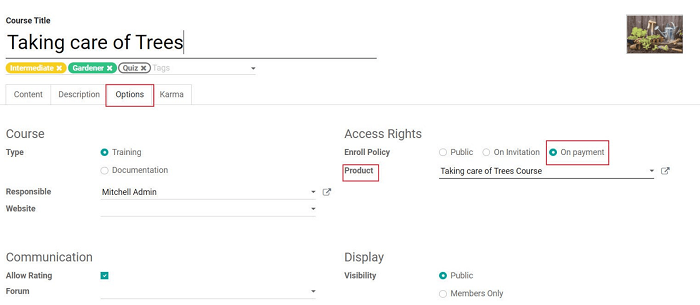 Course Title
Taking care of Trees
Intermediate ✖ Gardener ✖ Quiz ✖ Tags
Content Description Options Karma
Course
Type Training
Documentation
Responsible Mitchell Admin
Website
Access Rights
Enroll Policy Public On Invitation On payment
Product Taking care of Trees Course
Communication
Allow Rating
Forum
Display
Visibility Public
Members Only